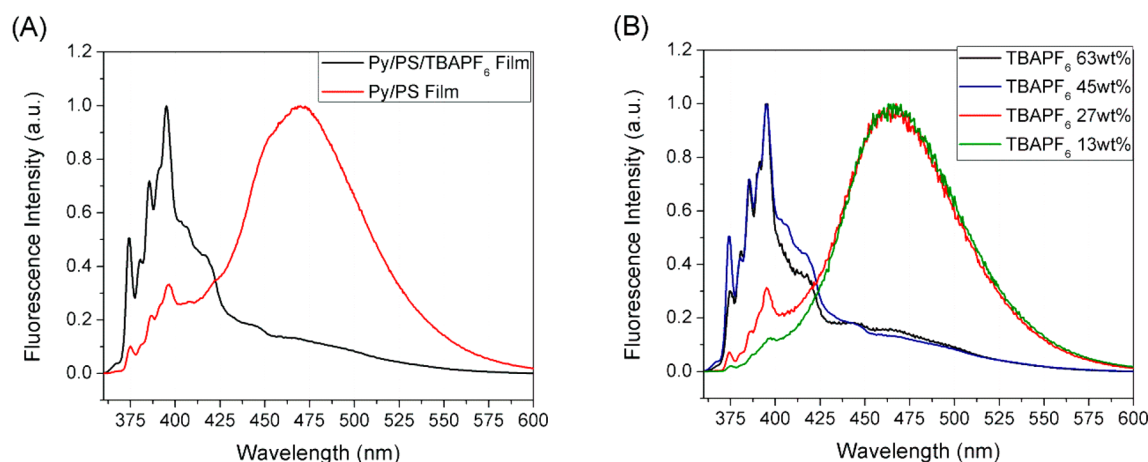 (A)
Fluorescence Intensity (a.u.)
1.2
1.0
0.8
0.6
0.4
0.2
0.0
Py/PS/TBAPF₆ Film
Py/PS Film
375 400 425 450 475 500 525 550 575 600
Wavelength (nm)
(B)
Fluorescence Intensity (a.u.)
1.2
1.0
0.8
0.6
0.4
0.2
0.0
TBAPF₆ 63wt%
TBAPF₆ 45wt%
TBAPF₆ 27wt%
TBAPF₆ 13wt%
375 400 425 450 475 500 525 550 575 600
Wavelength (nm)